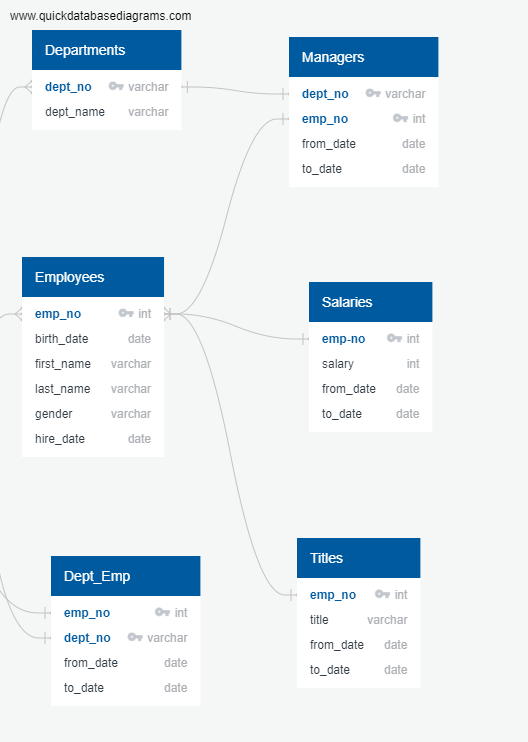 www.quickdatabasediagrams.com
Departments
dept_no varchar
dept_name varchar
Managers
dept_no varchar
emp_no int
from_date date
to_date date
Employees
emp_no int
birth_date date
first_name varchar
last_name varchar
gender varchar
hire_date date
Salaries
emp-no int
salary int
from_date date
to_date date
Dept_Emp
emp_no int
dept_no varchar
from_date date
to_date date
Titles
emp_no int
title varchar
from_date date
to_date date